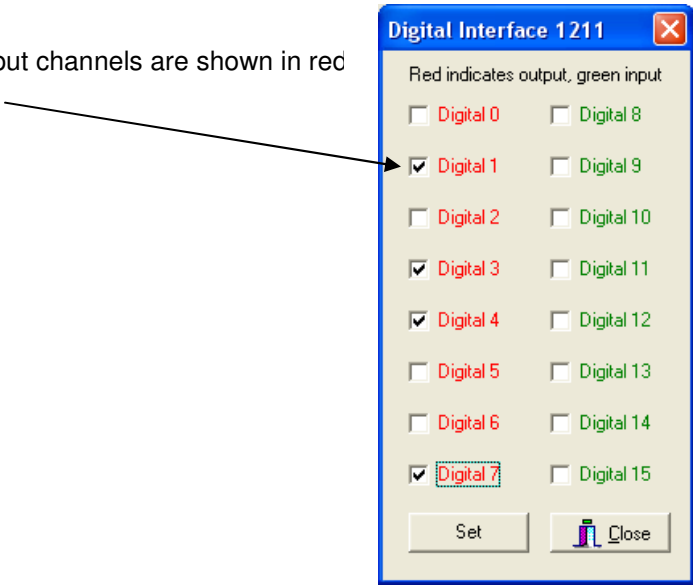 Digital Interface 1211
channels are shown in red
Red indicates output, green input
Digital 0 Digital 8
Digital 1 Digital 9
Digital 2 Digital 10
Digital 3 Digital 11
Digital 4 Digital 12
Digital 5 Digital 13
Digital 6 Digital 14
Digital 7 Digital 15
Set Close